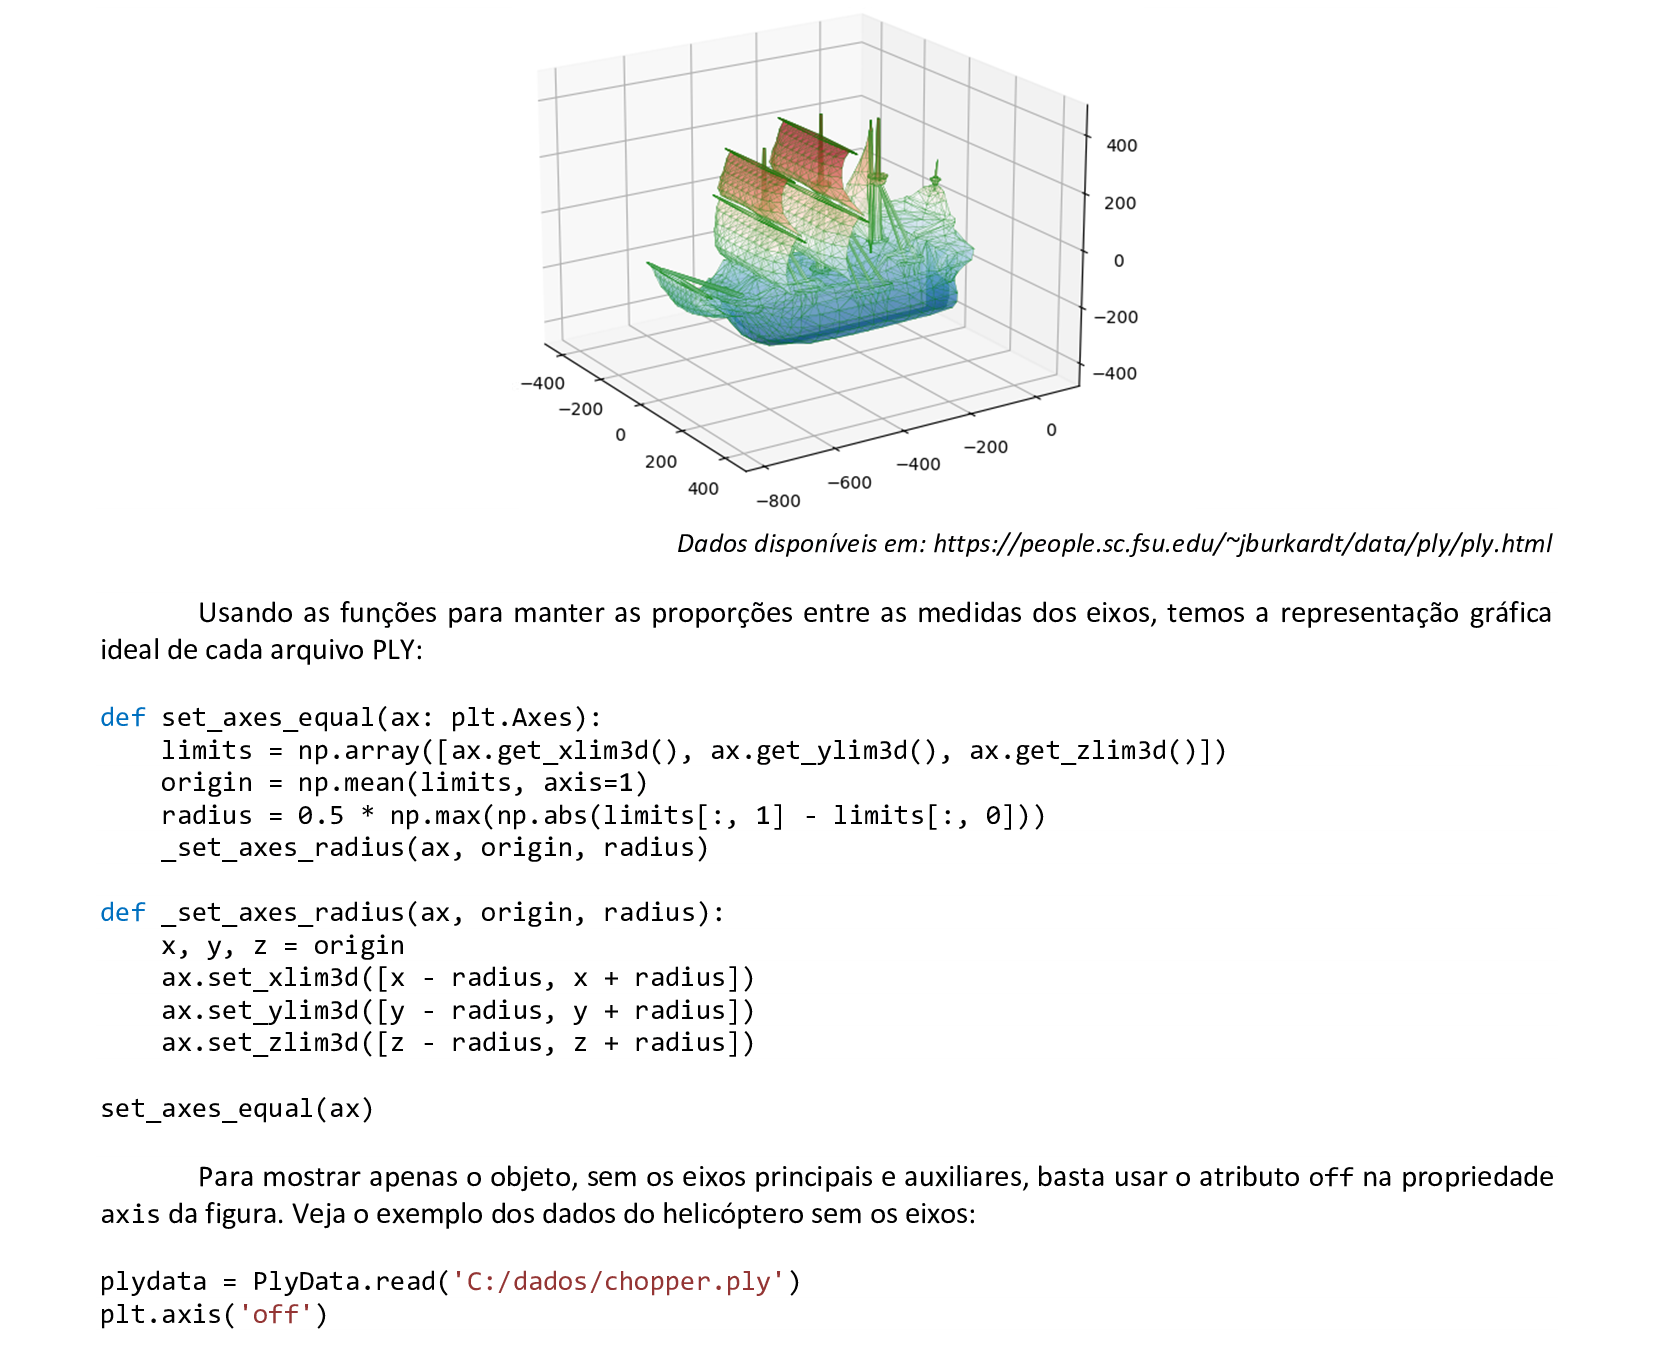 400
200
0
−200
−400
−400
−200
0
200
400
−800
−600
−400
−200
0
Dados disponíveis em: https://people.sc.fsu.edu/~jburkardt/data/ply/ply.html
Usando as funções para manter as proporções entre as medidas dos eixos, temos a representação gráfica
ideal de cada arquivo PLY:
def set_axes_equal(ax: plt.Axes):
    limits = np.array([ax.get_xlim3d(), ax.get_ylim3d(), ax.get_zlim3d()])
    origin = np.mean(limits, axis=1)
    radius = 0.5 * np.max(np.abs(limits[:, 1] - limits[:, 0]))
    _set_axes_radius(ax, origin, radius)
def _set_axes_radius(ax, origin, radius):
    x, y, z = origin
    ax.set_xlim3d([x - radius, x + radius])
    ax.set_ylim3d([y - radius, y + radius])
    ax.set_zlim3d([z - radius, z + radius])
set_axes_equal(ax)
Para mostrar apenas o objeto, sem os eixos principais e auxiliares, basta usar o atributo off na propriedade
axis da figura. Veja o exemplo dos dados do helicóptero sem os eixos:
plydata = PlyData.read('C:/dados/chopper.ply')
plt.axis('off')